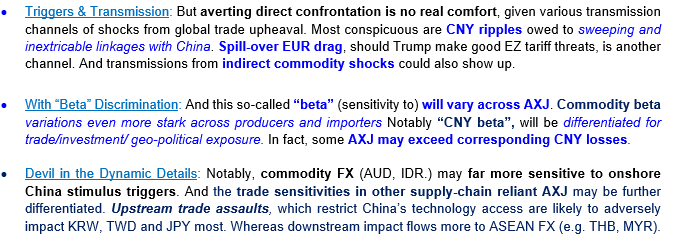 • Triggers & Transmission: But averting direct confrontation is no real comfort, given various transmission
channels of shocks from global trade upheaval. Most conspicuous are CNY ripples owed to sweeping and
inextricable linkages with China. Spill-over EUR drag, should Trump make good EZ tariff threats, is another
channel. And transmissions from indirect commodity shocks could also show up.
• With “Beta” Discrimination: And this so-called “beta” (sensitivity to) will vary across AXJ. Commodity beta
variations even more stark across producers and importers Notably “CNY beta”, will be differentiated for
trade/investment/ geo-political exposure. In fact, some AXJ may exceed corresponding CNY losses.
• Devil in the Dynamic Details: Notably, commodity FX (AUD, IDR.) may far more sensitive to onshore
China stimulus triggers. And the trade sensitivities in other supply-chain reliant AXJ may be further
differentiated. Upstream trade assaults, which restrict China’s technology access are likely to adversely
impact KRW, TWD and JPY most. Whereas downstream impact flows more to ASEAN FX (e.g. THB, MYR).